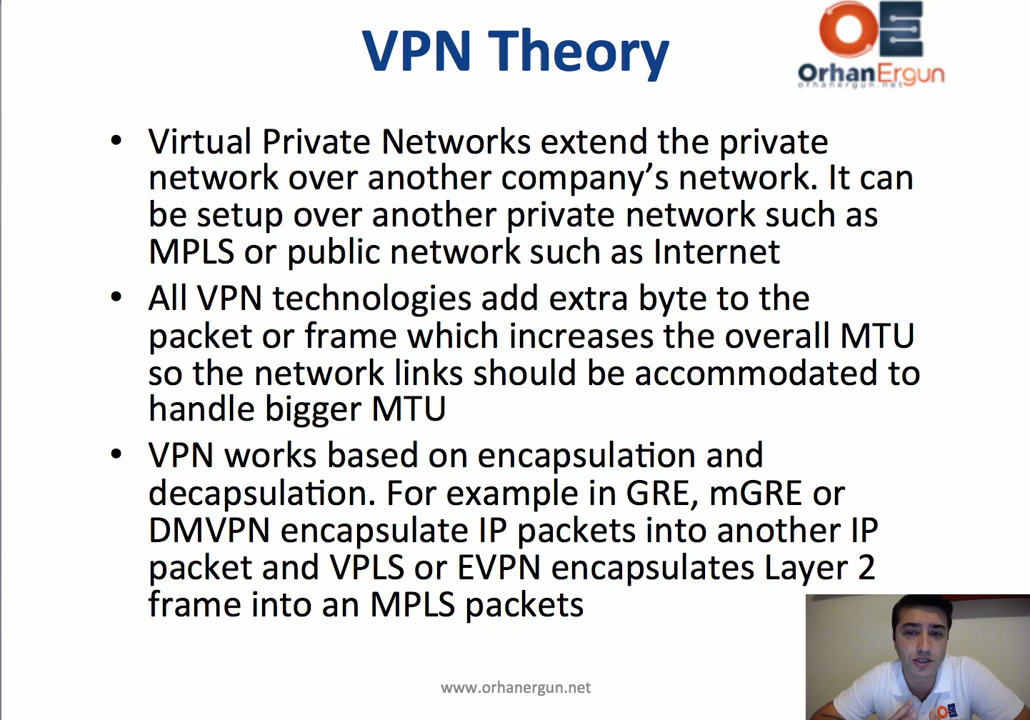 VPN Theory
OE
OrhanErgun
orhanergun.net
• Virtual Private Networks extend the private
network over another company’s network. It can
be setup over another private network such as
MPLS or public network such as Internet
• All VPN technologies add extra byte to the
packet or frame which increases the overall MTU
so the network links should be accommodated to
handle bigger MTU
• VPN works based on encapsulation and
decapsulation. For example in GRE, mGRE or
DMVPN encapsulate IP packets into another IP
packet and VPLS or EVPN encapsulates Layer 2
frame into an MPLS packets
www.orhanergun.net
OE